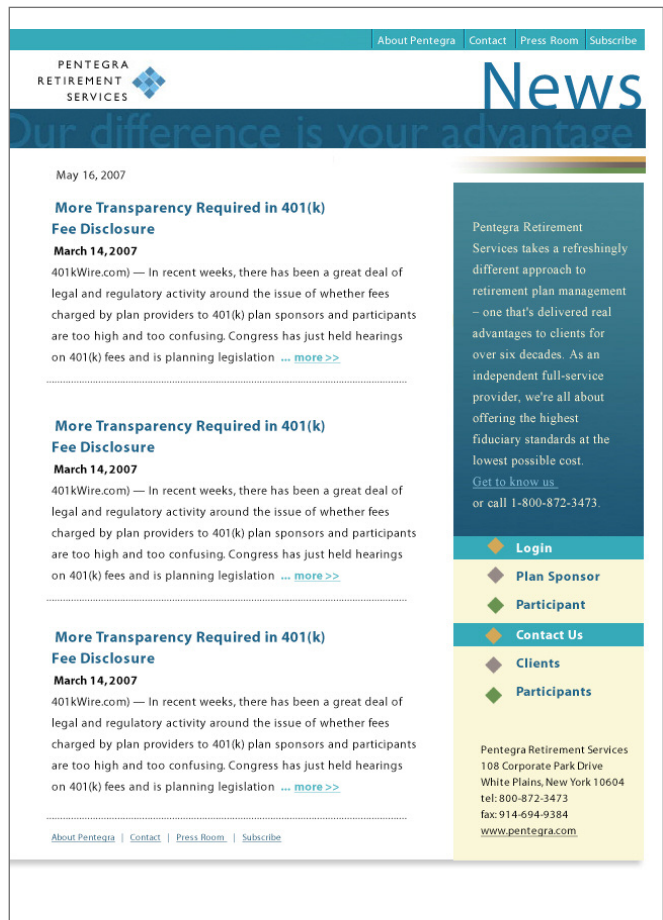 About Pentegra | Contact | Press Room | Subscribe
PENTEGRA
RETIREMENT
SERVICES
News
Our difference is your advantage
May 16, 2007
More Transparency Required in 401(k)
Fee Disclosure
March 14, 2007
401kWire.com) — In recent weeks, there has been a great deal of
legal and regulatory activity around the issue of whether fees
charged by plan providers to 401(k) plan sponsors and participants
are too high and too confusing. Congress has just held hearings
on 401(k) fees and is planning legislation ... more >>
More Transparency Required in 401(k)
Fee Disclosure
March 14, 2007
401kWire.com) — In recent weeks, there has been a great deal of
legal and regulatory activity around the issue of whether fees
charged by plan providers to 401(k) plan sponsors and participants
are too high and too confusing. Congress has just held hearings
on 401(k) fees and is planning legislation ... more >>
More Transparency Required in 401(k)
Fee Disclosure
March 14, 2007
401kWire.com) — In recent weeks, there has been a great deal of
legal and regulatory activity around the issue of whether fees
charged by plan providers to 401(k) plan sponsors and participants
are too high and too confusing. Congress has just held hearings
on 401(k) fees and is planning legislation ... more >>
About Pentegra | Contact | Press Room | Subscribe
Pentegra Retirement
Services takes a refreshingly
different approach to
retirement plan management
– one that's delivered real
advantages to clients for
over six decades. As an
independent full-service
provider, we're all about
offering the highest
fiduciary standards at the
lowest possible cost.
Get to know us
or call 1-800-872-3473.
Login
Plan Sponsor
Participant
Contact Us
Clients
Participants
Pentegra Retirement Services
108 Corporate Park Drive
White Plains, New York 10604
tel: 800-872-3473
fax: 914-694-9384
www.pentegra.com